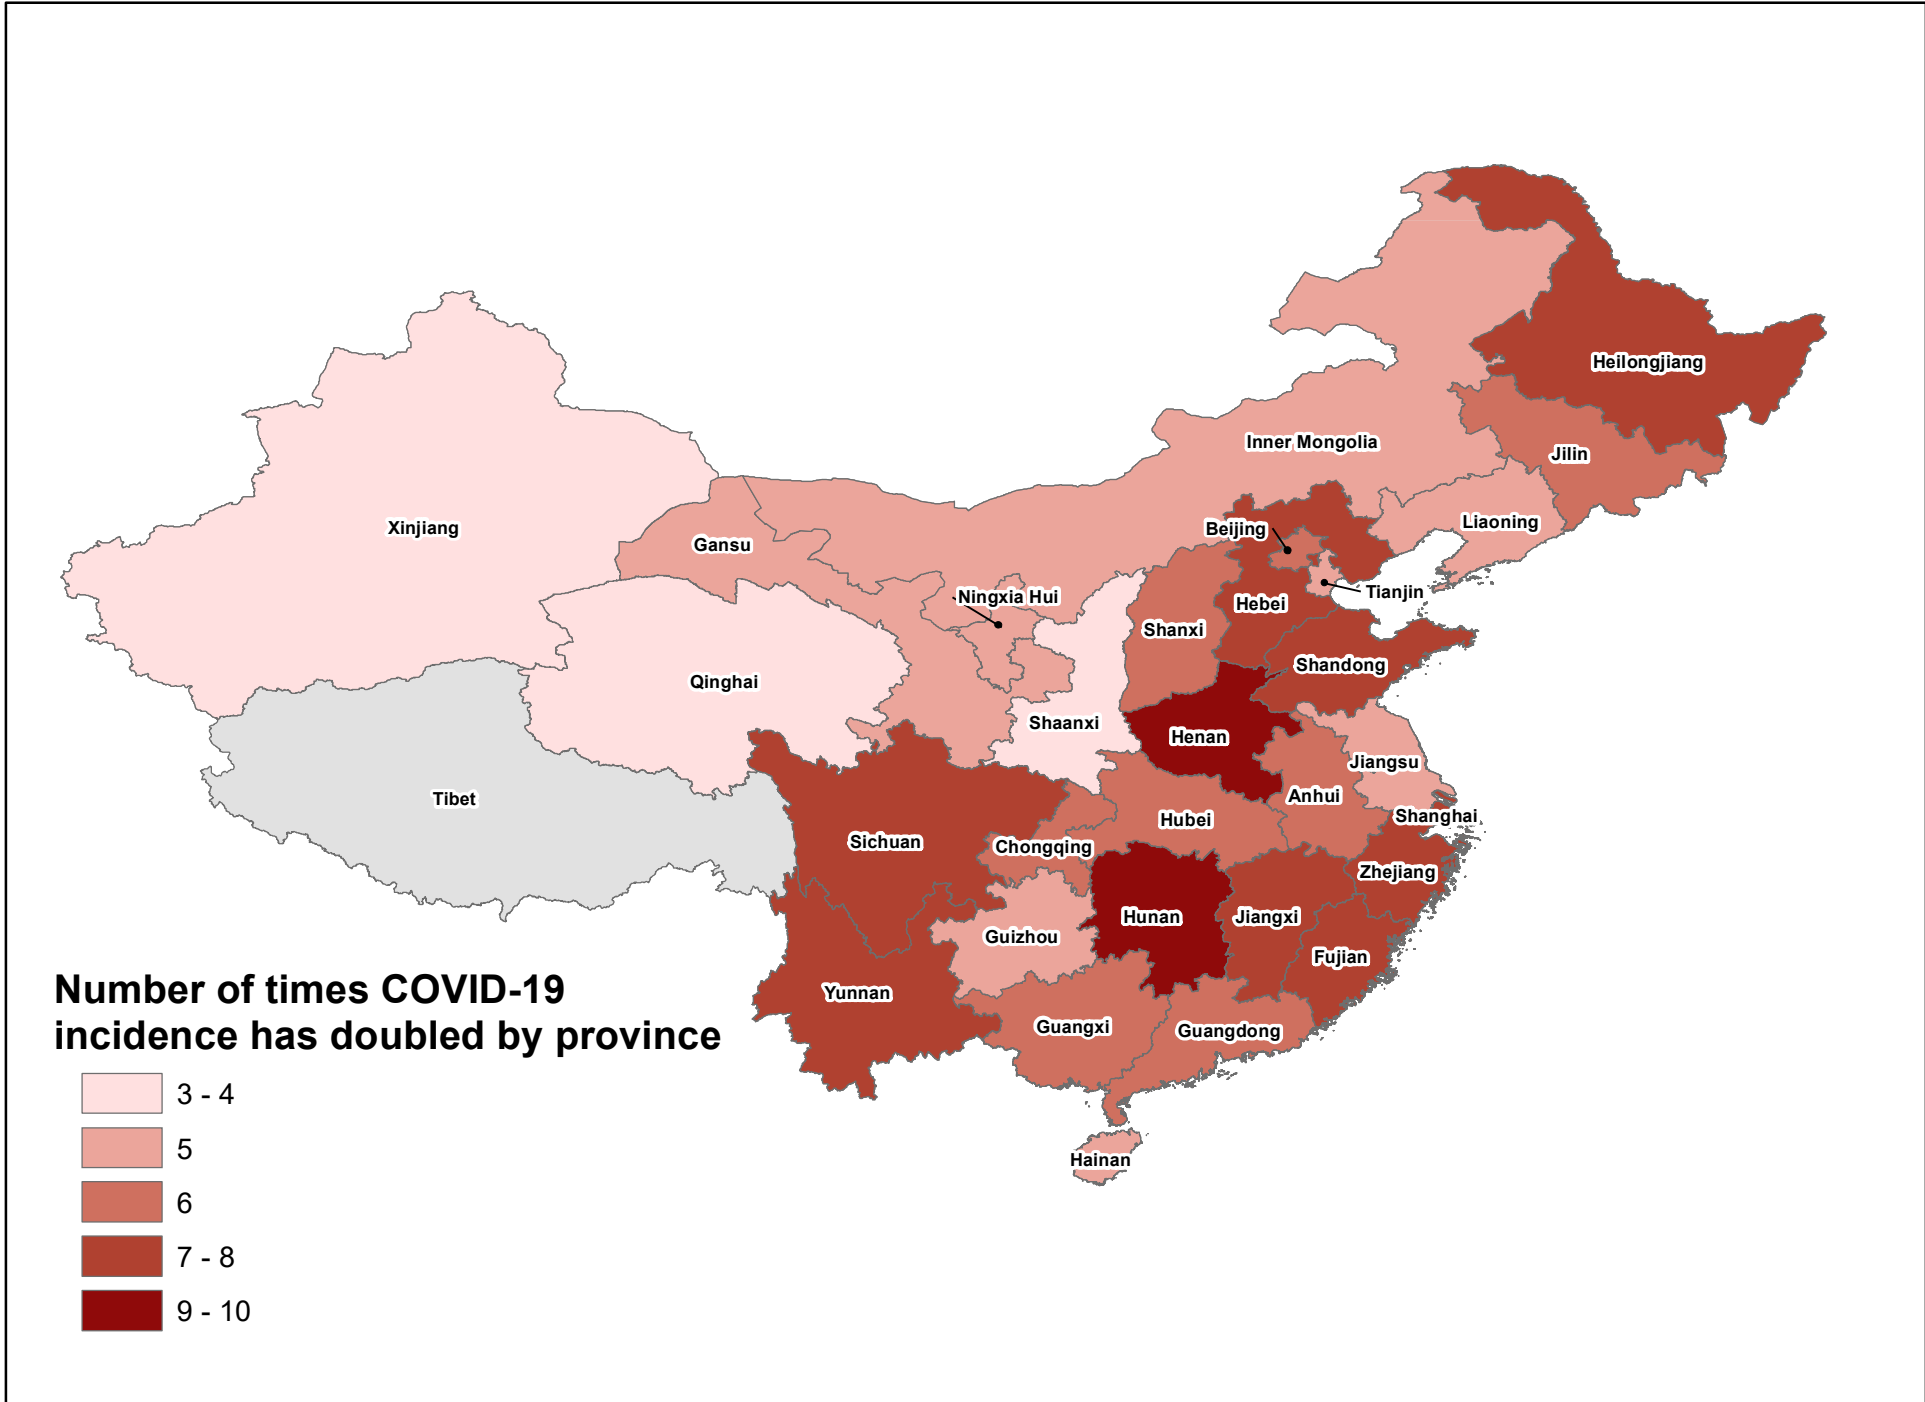 Heilongjiang
Inner Mongolia
Jilin
Xinjiang
Liaoning
Beijing
Gansu
Tianjin
Ningxia Hui
Hebei
Shanxi
Shandong
Qinghai
Shaanxi
Henan
Jiangsu
Tibet
Anhui
Shanghai
Hubei
Sichuan
Chongqing
Zhejiang
Hunan
Jiangxi
Guizhou
Fujian
Yunnan
Guangxi
Guangdong
Hainan
Number of times COVID-19
incidence has doubled by province
3 - 4
5
6
7 - 8
9 - 10